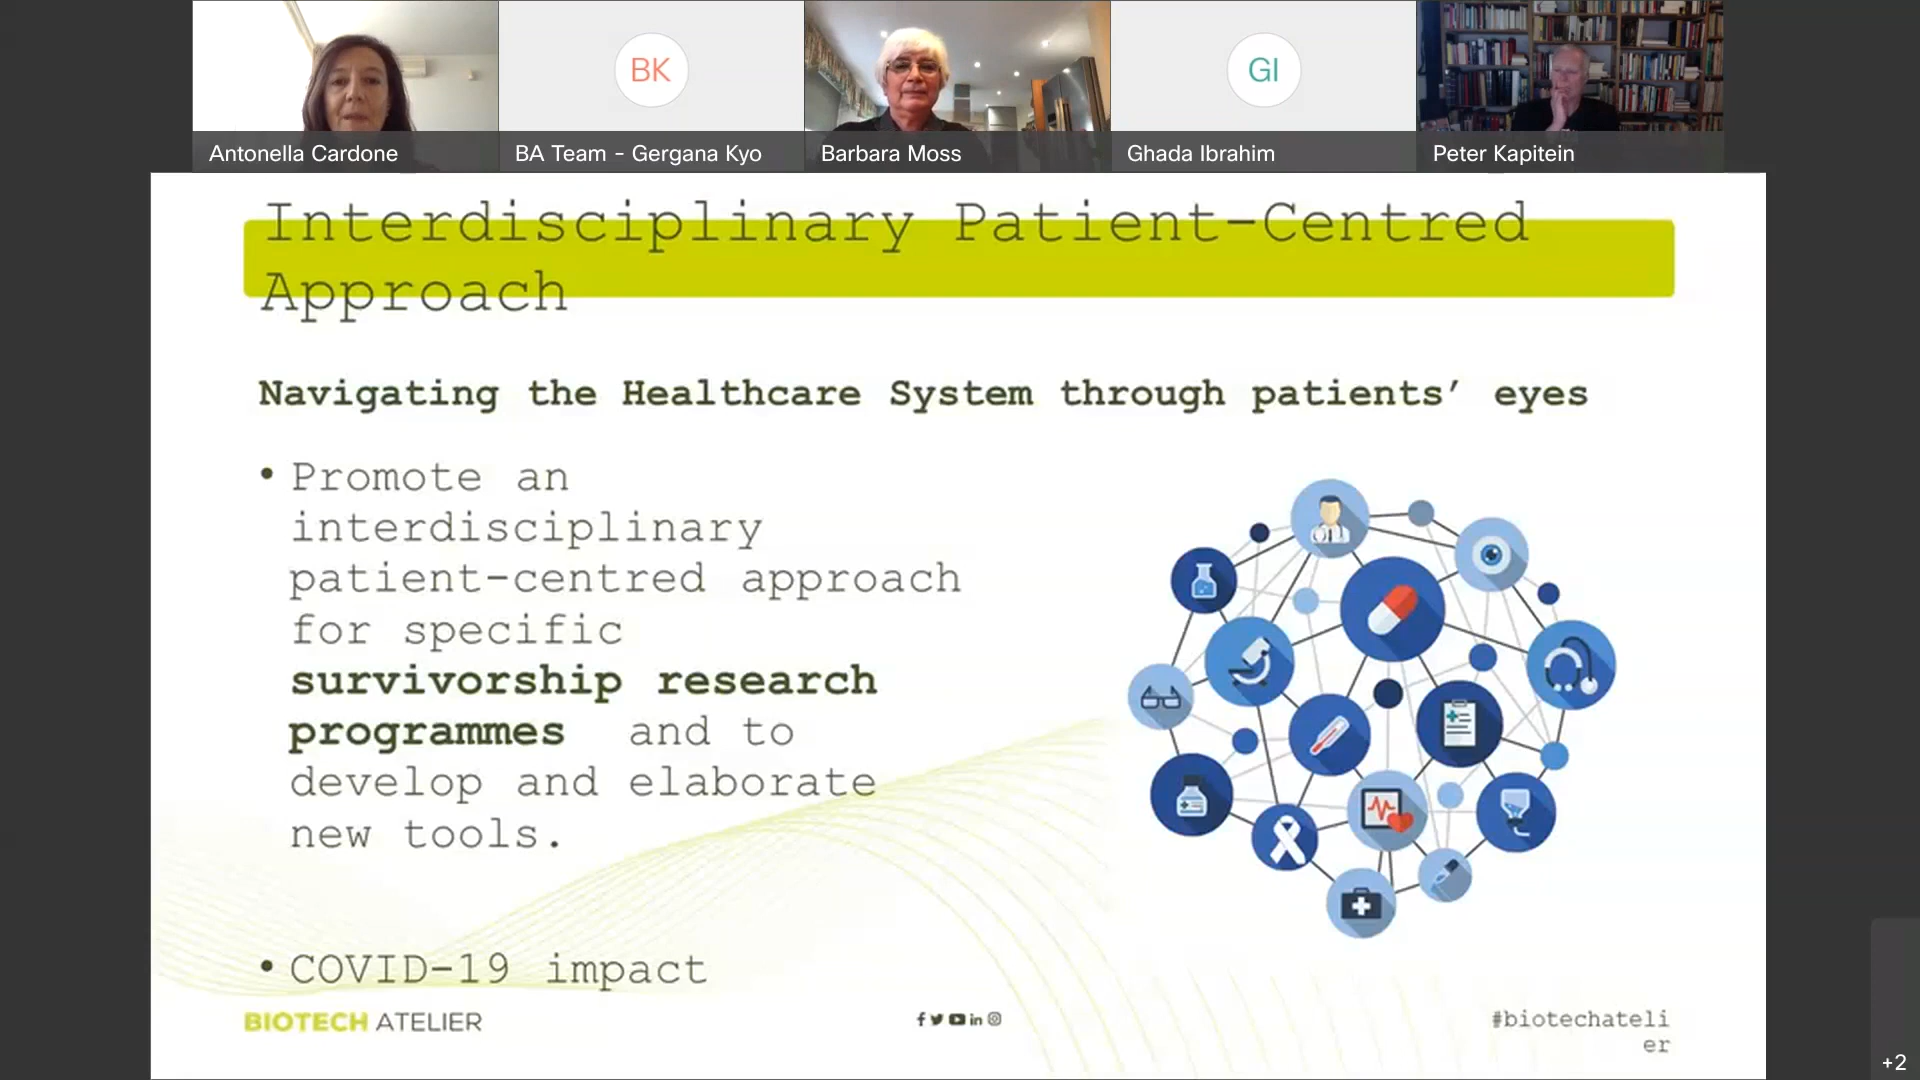 BK
GI
Antonella Cardone
BA Team - Gergana Kyo
Barbara Moss
Ghada Ibrahim
Peter Kapitein
Interdisciplinary Patient-Centred
Approach
Navigating the Healthcare System through patients' eyes
• Promote an
interdisciplinary
patient-centred approach
for specific
survivorship research
programmes and to
develop and elaborate
new tools.
• COVID-19 impact
BIOTECH ATELIER
#biotechateli
er
+2